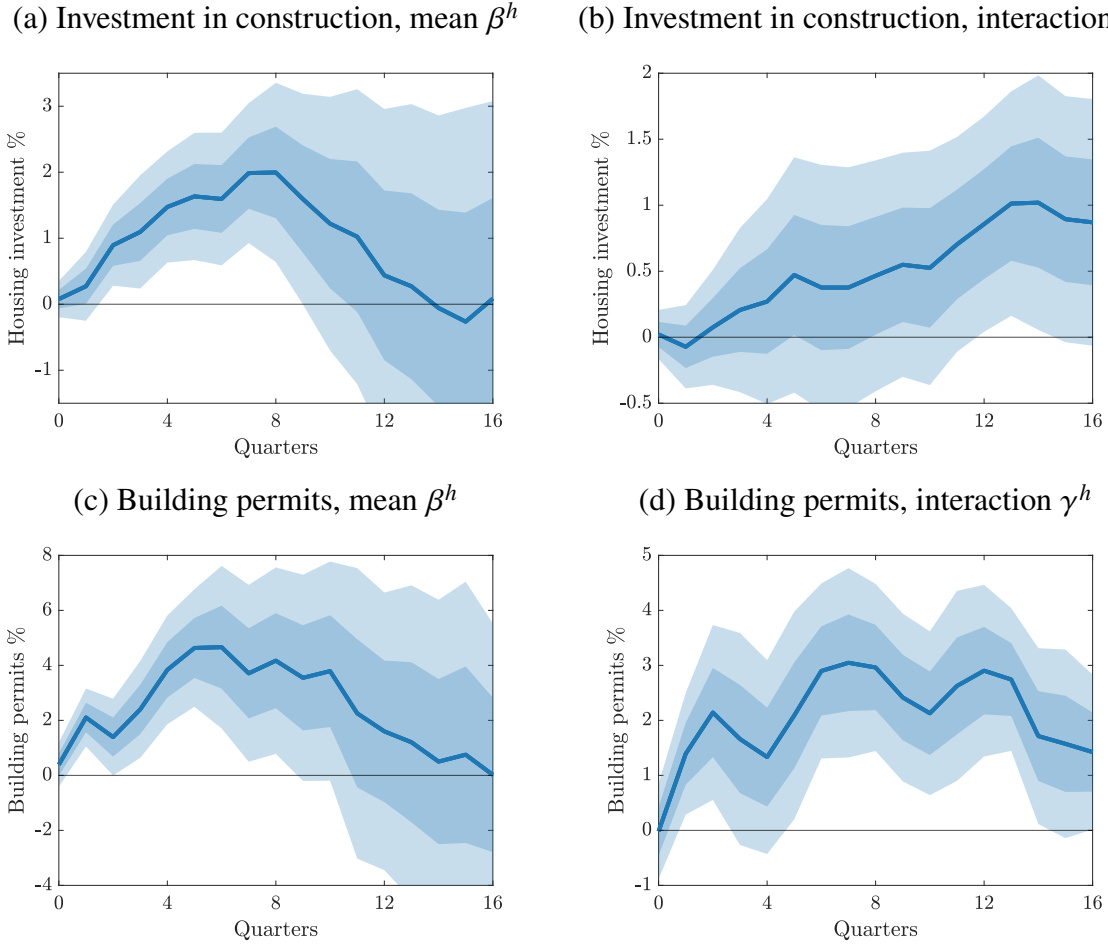 (a) Investment in construction, mean βʰ
(b) Investment in construction, interaction
Housing investment %
3
2
1
0
-1
0 4 8 12 16
Quarters
Housing investment %
2
1.5
1
0.5
0
-0.5
0 4 8 12 16
Quarters
(c) Building permits, mean βʰ
(d) Building permits, interaction γʰ
Building permits %
8
6
4
2
0
-2
-4
0 4 8 12 16
Quarters
Building permits %
5
4
3
2
1
0
-1
0 4 8 12 16
Quarters